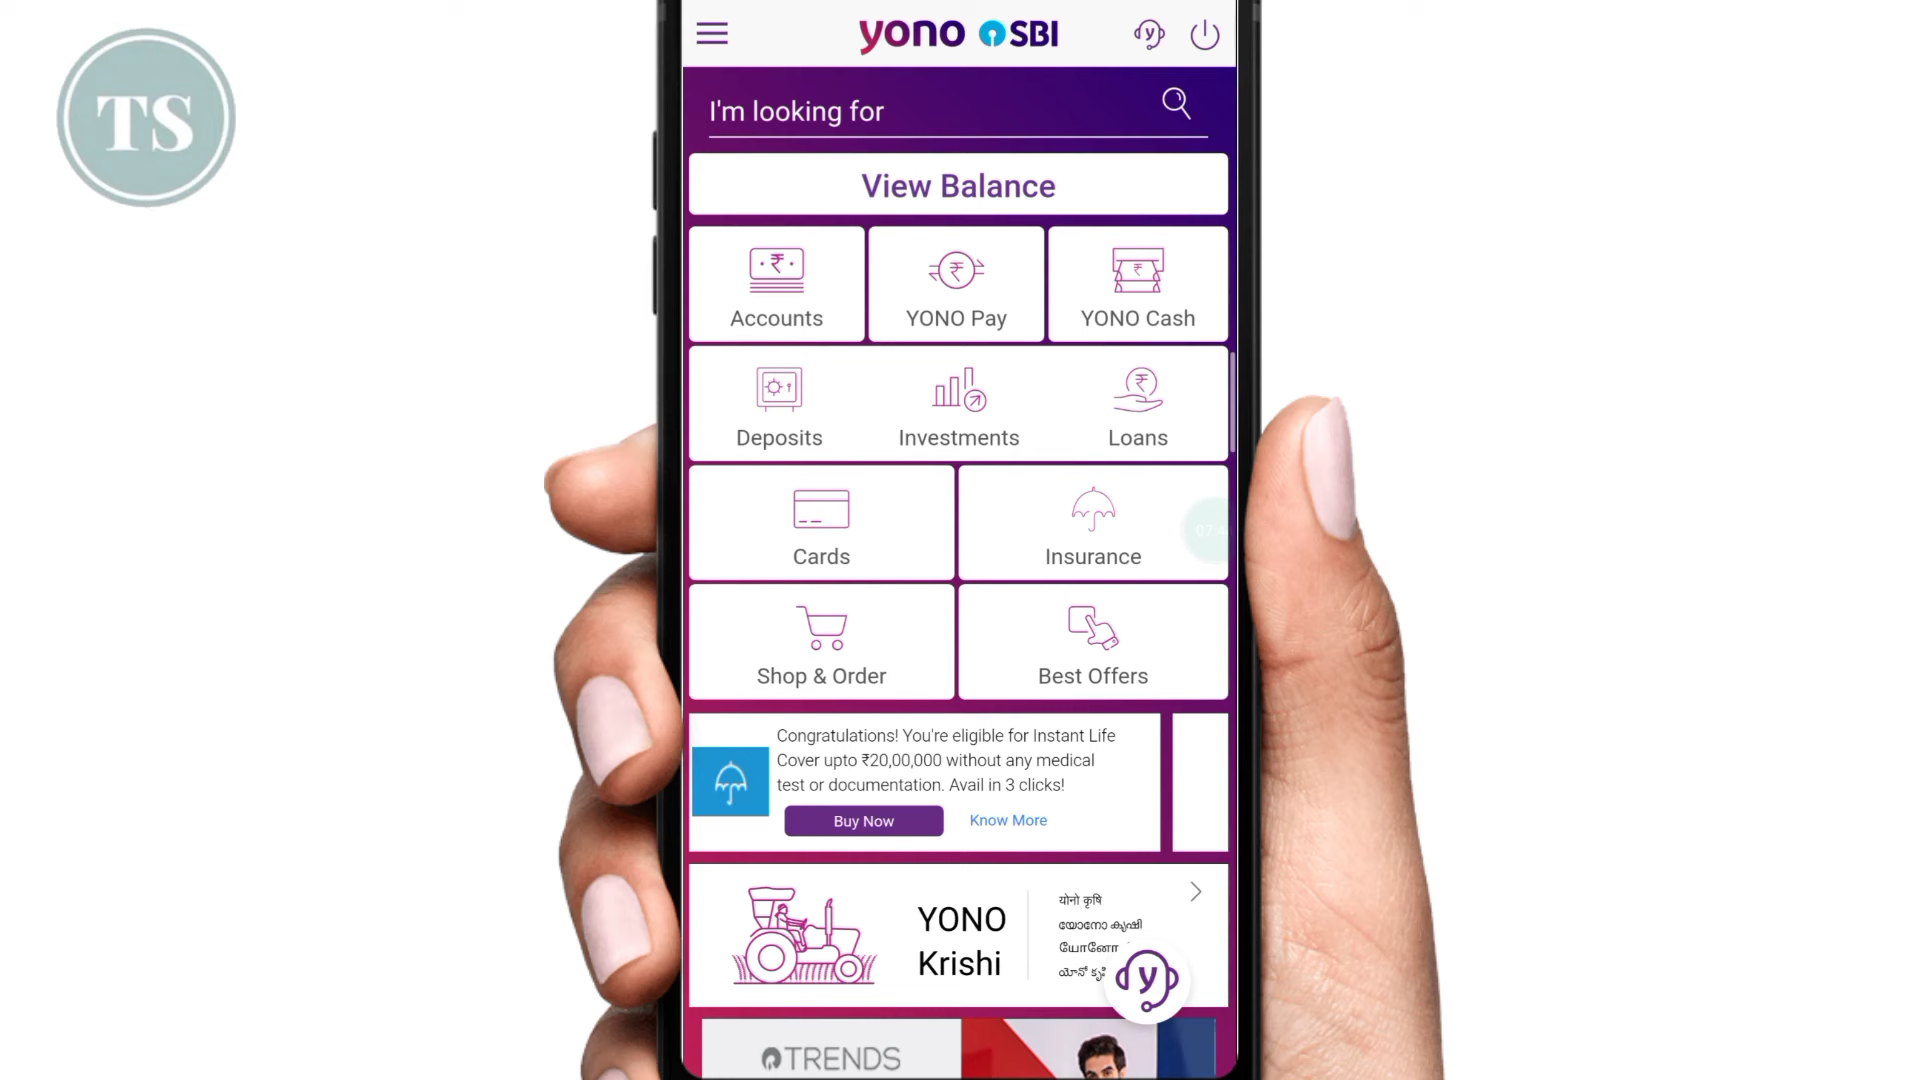 TS
yono SBI
I'm looking for
View Balance
Accounts
YONO Pay
YONO Cash
Deposits
Investments
Loans
Cards
Insurance
Shop & Order
Best Offers
Congratulations! You're eligible for Instant Life
Cover upto ₹20,00,000 without any medical
test or documentation. Avail in 3 clicks!
Buy Now
Know More
YONO
Krishi
योनो कृषि
യോനോ കൃഷി
யோனோ
యోనో
y
TRENDS